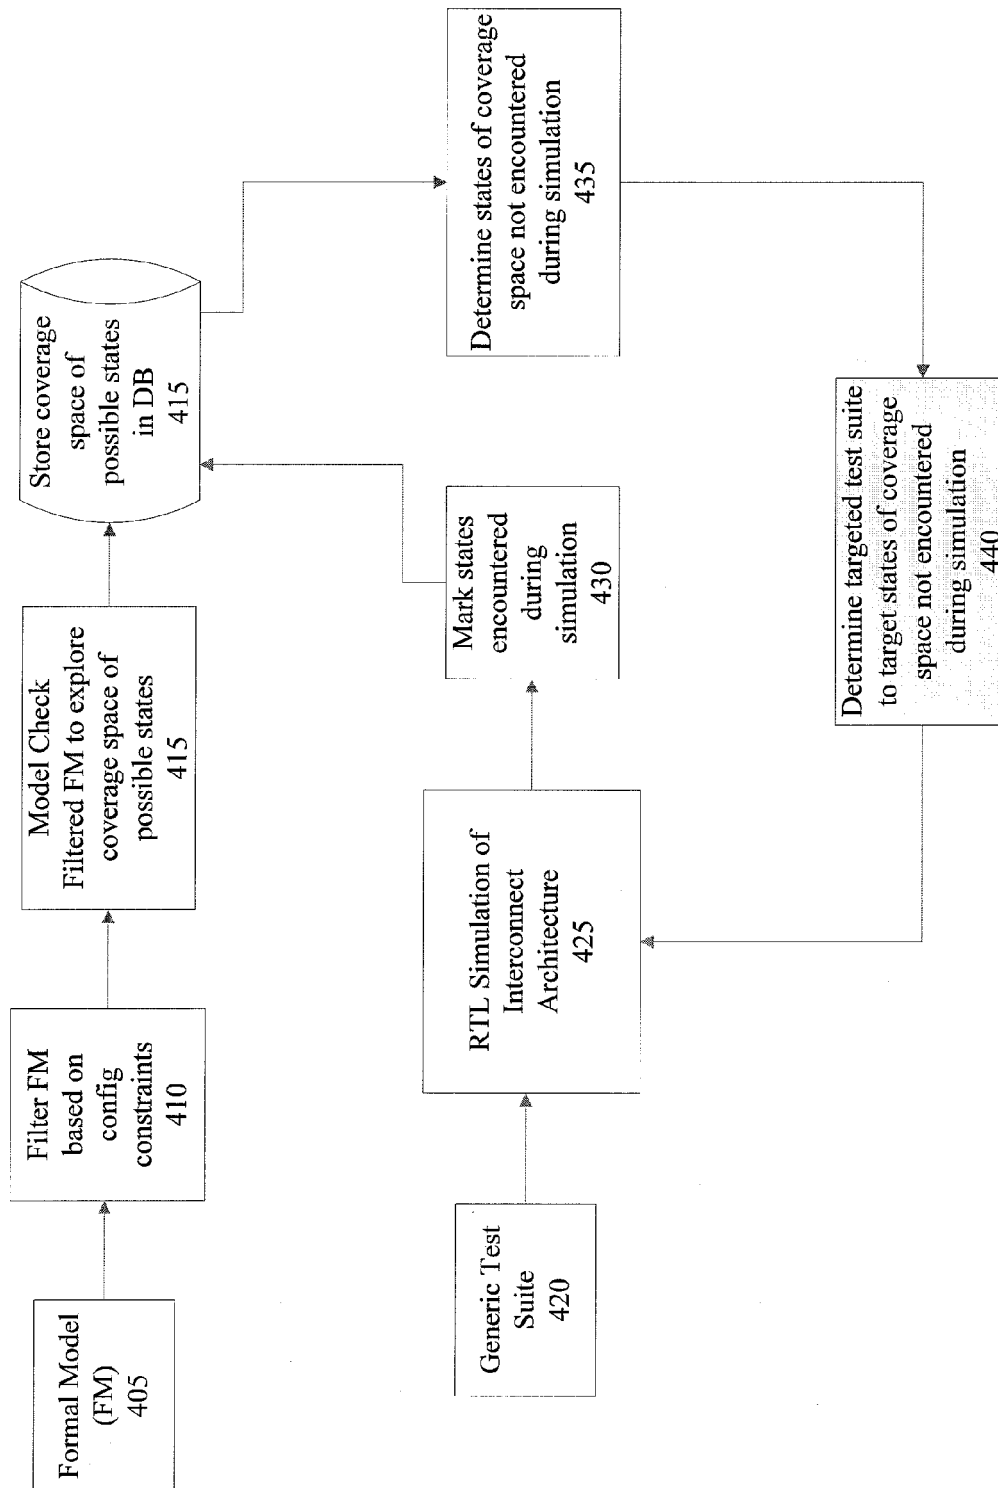 Formal Model
(FM)
405
Filter FM
based on
config
constraints
410
Model Check
Filtered FM to explore
coverage space of
possible states
415
Store coverage
space of
possible states
in DB
415
Generic Test
Suite
420
RTL Simulation of
Interconnect
Architecture
425
Mark states
encountered
during
simulation
430
Determine states of coverage
space not encountered
during simulation
435
Determine targeted test suite
to target states of coverage
space not encountered
during simulation
440